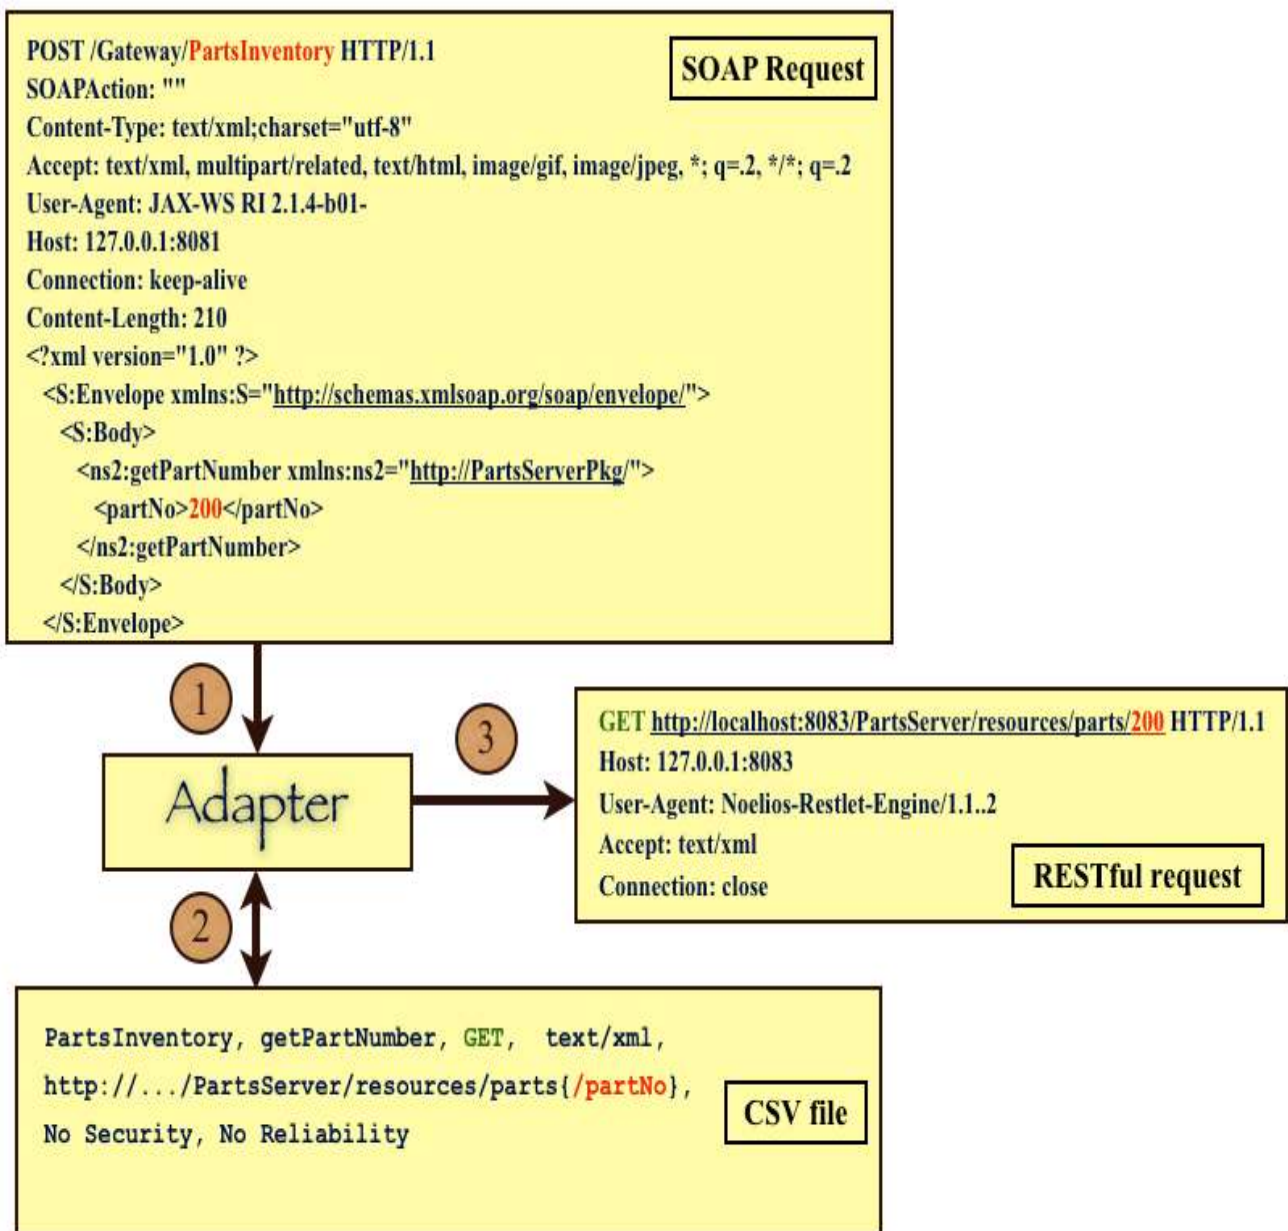 POST /Gateway/PartsInventory HTTP/1.1
SOAP Request
SOAPAction: ""
Content-Type: text/xml;charset="utf-8"
Accept: text/xml, multipart/related, text/html, image/gif, image/jpeg, *; q=.2, */*; q=.2
User-Agent: JAX-WS RI 2.1.4-b01-
Host: 127.0.0.1:8081
Connection: keep-alive
Content-Length: 210
<?xml version="1.0" ?>
<S:Envelope xmlns:S="http://schemas.xmlsoap.org/soap/envelope/">
<S:Body>
<ns2:getPartNumber xmlns:ns2="http://PartsServerPkg/">
<partNo>200</partNo>
</ns2:getPartNumber>
</S:Body>
</S:Envelope>
1
3
Adapter
GET http://localhost:8083/PartsServer/resources/parts/200 HTTP/1.1
Host: 127.0.0.1:8083
User-Agent: Noelios-Restlet-Engine/1.1..2
Accept: text/xml
Connection: close
RESTful request
2
PartsInventory, getPartNumber, GET, text/xml,
http://.../PartsServer/resources/parts{/partNo},
No Security, No Reliability
CSV file